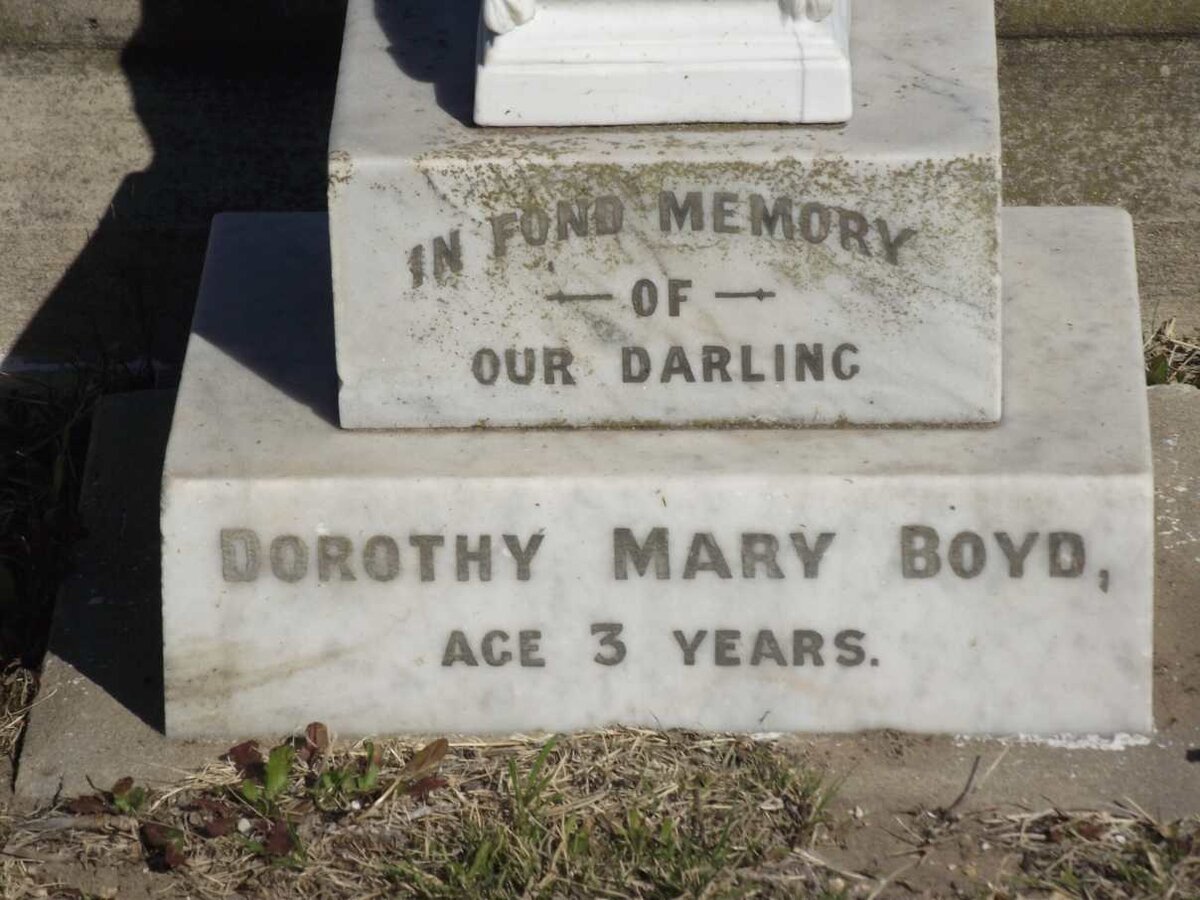 IN FOND MEMORY
OF
OUR DARLING
DOROTHY MARY BOYD,
AGE 3 YEARS.